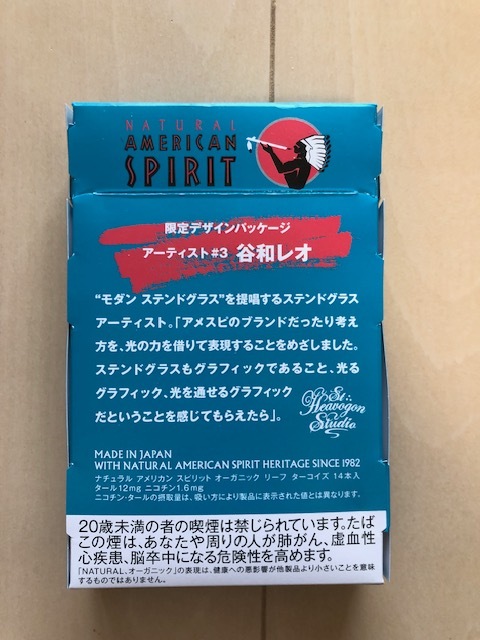 NATURAL
AMERICAN
SPIRIT
限定デザインパッケージ
アーティスト#3 谷和レオ
“モダン ステンドグラス”を提唱するステンドグラス
アーティスト。「アメスピのブランドだったり考え
方を、光の力を借りて表現することをめざしました。
ステンドグラスもグラフィックであること、光る
グラフィック、光を通せるグラフィック
だということを感じてもらえたら」。
St.
Heavogon
Studio
MADE IN JAPAN
WITH NATURAL AMERICAN SPIRIT HERITAGE SINCE 1982
ナチュラル アメリカン スピリット オーガニック リーフ ターコイズ 14本入
タール12mg ニコチン1.6mg
ニコチン・タールの摂取量は、吸い方により製品に表示された値とは異なります。
20歳未満の者の喫煙は禁じられています。たば
この煙は、あなたや周りの人が肺がん、虚血性
心疾患、脳卒中になる危険性を高めます。
「NATURAL、オーガニック」の表現は、健康への悪影響が他製品より小さいことを意味
するものではありません。